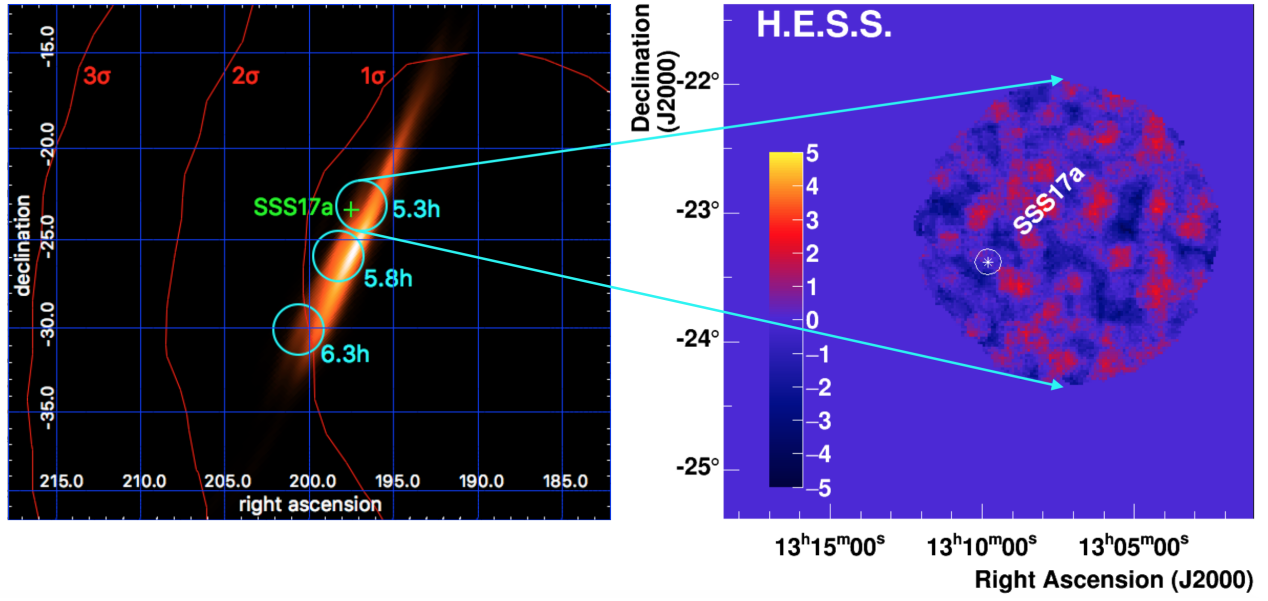 -15.0
3σ
2σ
1σ
-20.0
SSS17a
5.3h
-25.0
5.8h
-30.0
6.3h
-35.0
declination
215.0 210.0 205.0 200.0 195.0 190.0 185.0
right ascension
H.E.S.S.
Declination
(J2000)
-22°
-23°
-24°
-25°
5
4
3
2
1
0
−1
−2
−3
−4
−5
SSS17a
13h15m00s 13h10m00s 13h05m00s
Right Ascension (J2000)